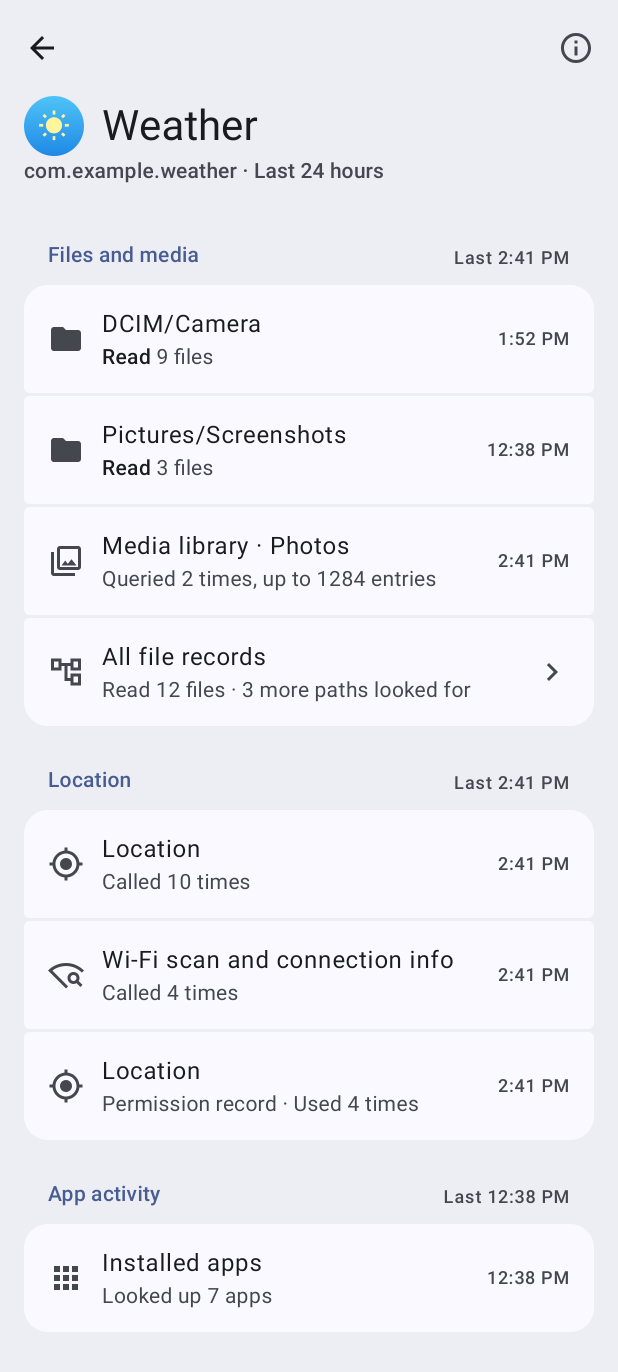 Weather
com.example.weather · Last 24 hours
Files and media
Last 2:41 PM
DCIM/Camera
Read 9 files
1:52 PM
Pictures/Screenshots
Read 3 files
12:38 PM
Media library · Photos
Queried 2 times, up to 1284 entries
2:41 PM
All file records
Read 12 files · 3 more paths looked for
Location
Last 2:41 PM
Location
Called 10 times
2:41 PM
Wi-Fi scan and connection info
Called 4 times
2:41 PM
Location
Permission record · Used 4 times
2:41 PM
App activity
Last 12:38 PM
Installed apps
Looked up 7 apps
12:38 PM